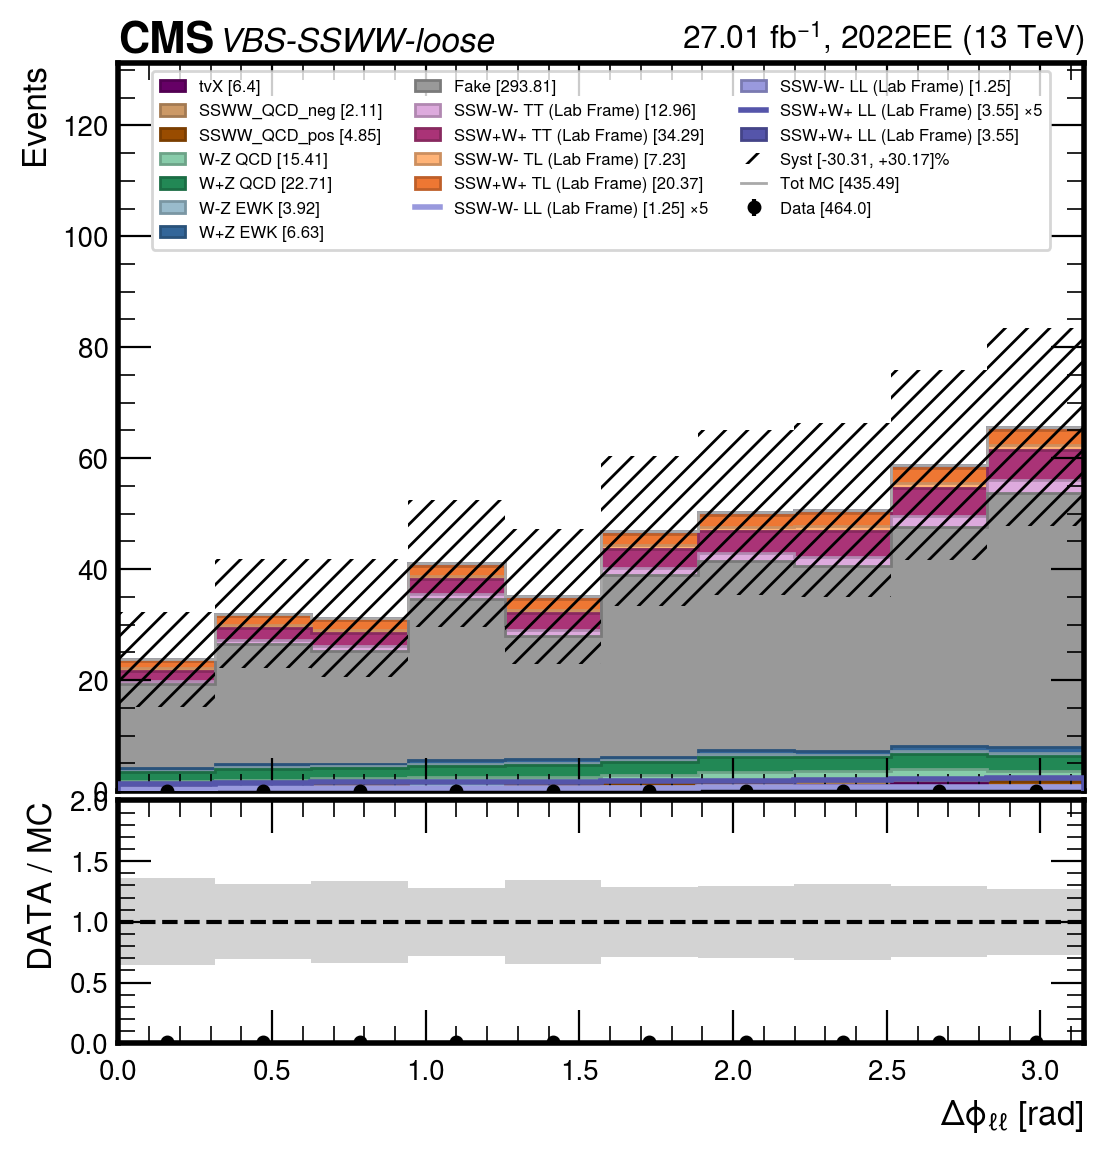 CMS VBS-SSWW-loose 27.01 fb⁻¹, 2022EE (13 TeV)
Events
tvX [6.4]
SSWW_QCD_neg [2.11]
SSWW_QCD_pos [4.85]
W-Z QCD [15.41]
W+Z QCD [22.71]
W-Z EWK [3.92]
W+Z EWK [6.63]
Fake [293.81]
SSW-W- TT (Lab Frame) [12.96]
SSW+W+ TT (Lab Frame) [34.29]
SSW-W- TL (Lab Frame) [7.23]
SSW+W+ TL (Lab Frame) [20.37]
SSW-W- LL (Lab Frame) [1.25] ×5
SSW-W- LL (Lab Frame) [1.25]
SSW+W+ LL (Lab Frame) [3.55] ×5
SSW+W+ LL (Lab Frame) [3.55]
Syst [-30.31, +30.17]%
Tot MC [435.49]
Data [464.0]
120
100
80
60
40
20
0
DATA / MC
2.0
1.5
1.0
0.5
0.0
0.0 0.5 1.0 1.5 2.0 2.5 3.0
Δϕℓℓ [rad]